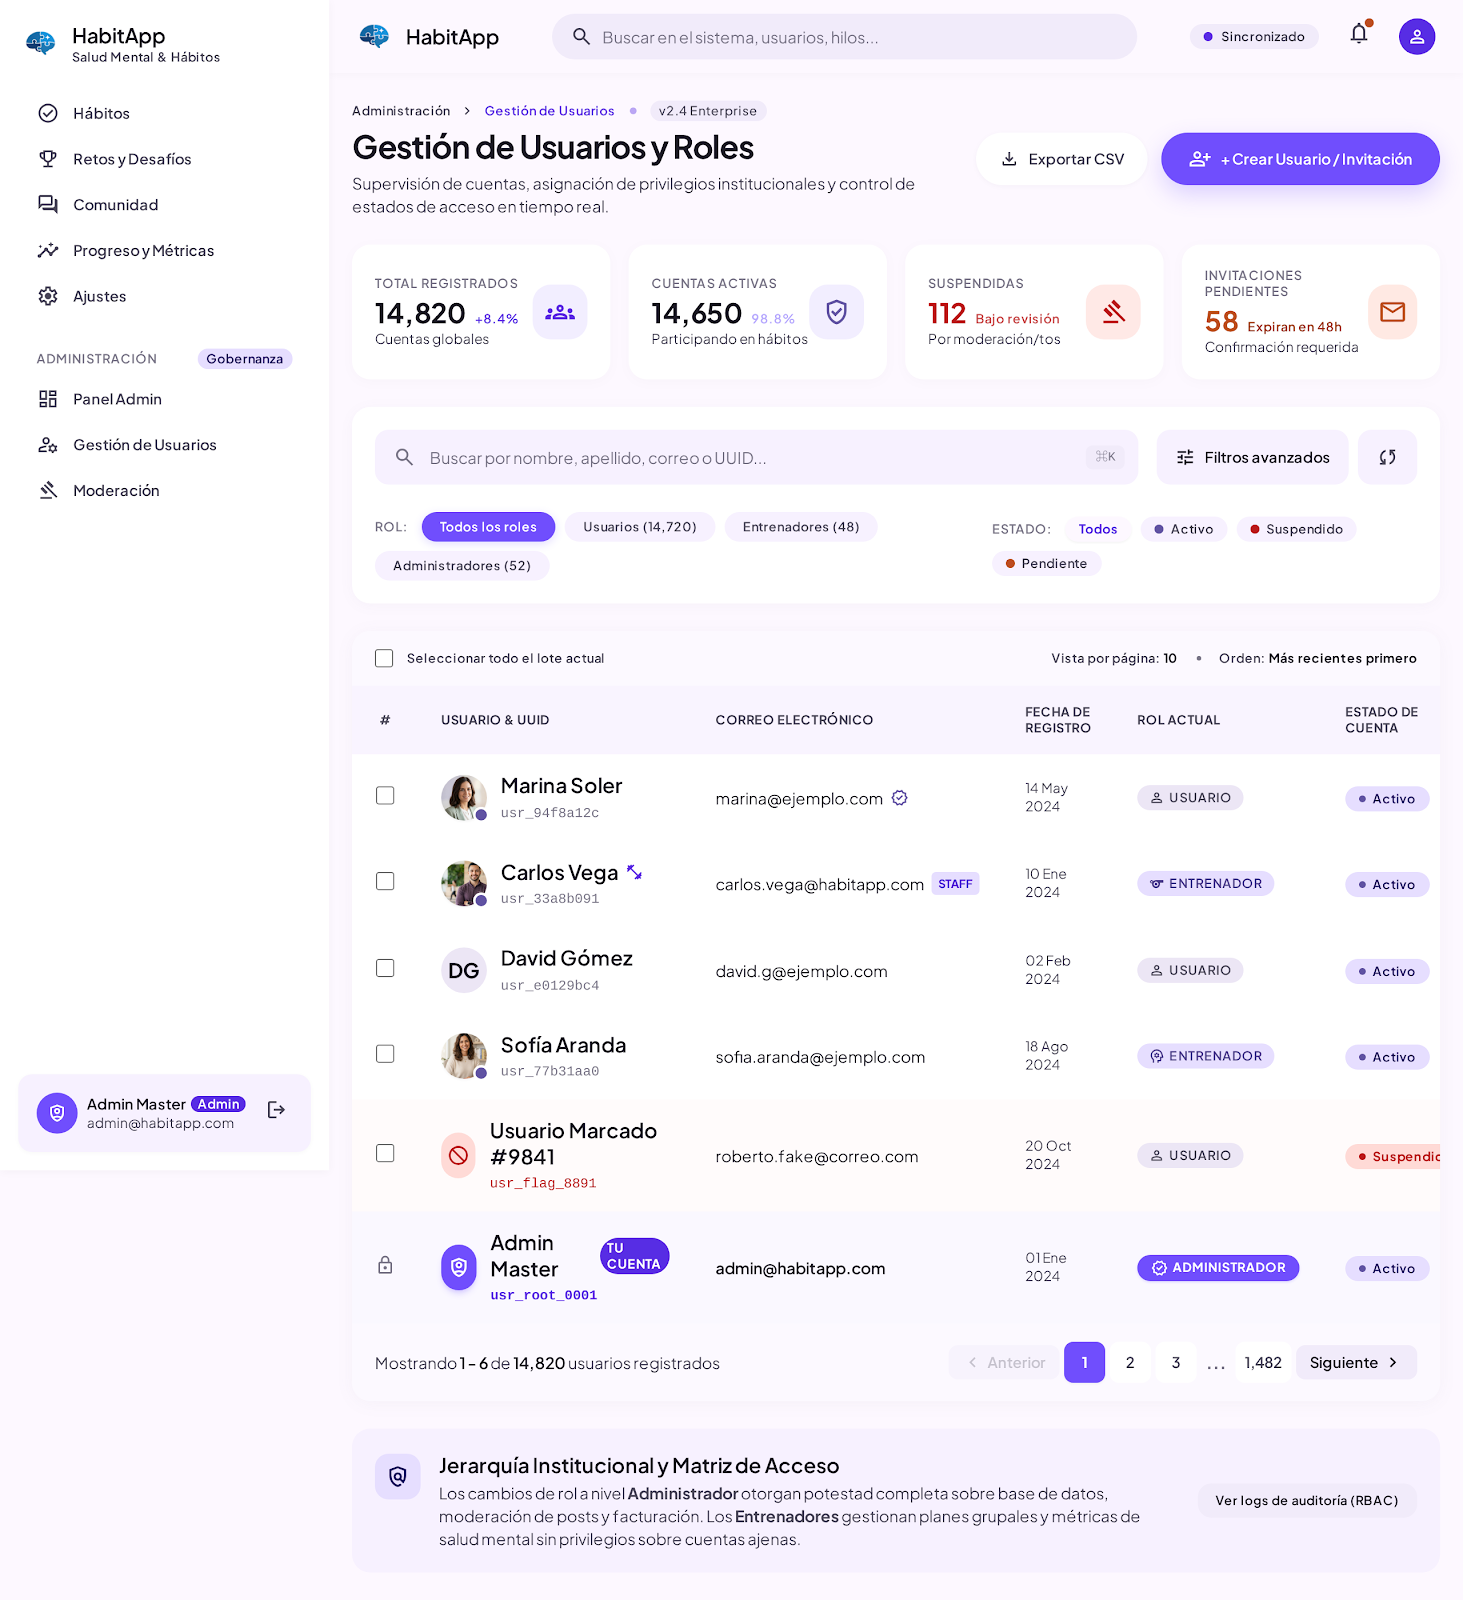 HabitApp
Salud Mental & Hábitos
Hábitos
Retos y Desafíos
Comunidad
Progreso y Métricas
Ajustes
ADMINISTRACIÓN
Gobernanza
Panel Admin
Gestión de Usuarios
Moderación
Admin Master Admin
admin@habitapp.com
HabitApp
Buscar en el sistema, usuarios, hilos...
Sincronizado
Administración > Gestión de Usuarios • v2.4 Enterprise
Gestión de Usuarios y Roles
Supervisión de cuentas, asignación de privilegios institucionales y control de
estados de acceso en tiempo real.
Exportar CSV
+ Crear Usuario / Invitación
TOTAL REGISTRADOS
14,820 +8.4%
Cuentas globales
CUENTAS ACTIVAS
14,650 98.8%
Participando en hábitos
SUSPENDIDAS
112 Bajo revisión
Por moderación/tos
INVITACIONES
PENDIENTES
58 Expiran en 48h
Confirmación requerida
Buscar por nombre, apellido, correo o UUID...
⌘K
Filtros avanzados
ROL: Todos los roles Usuarios (14,720) Entrenadores (48)
Administradores (52)
ESTADO: Todos Activo Suspendido
Pendiente
Seleccionar todo el lote actual
Vista por página: 10 • Orden: Más recientes primero
# USUARIO & UUID CORREO ELECTRÓNICO FECHA DE REGISTRO ROL ACTUAL ESTADO DE CUENTA
Marina Soler
usr_94f8a12c
marina@ejemplo.com
14 May
2024
USUARIO
Activo
Carlos Vega
usr_33a8b091
carlos.vega@habitapp.com STAFF
10 Ene
2024
ENTRENADOR
Activo
DG
David Gómez
usr_e0129bc4
david.g@ejemplo.com
02 Feb
2024
USUARIO
Activo
Sofía Aranda
usr_77b31aa0
sofia.aranda@ejemplo.com
18 Ago
2024
ENTRENADOR
Activo
Usuario Marcado
#9841
usr_flag_8891
roberto.fake@correo.com
20 Oct
2024
USUARIO
Suspendic
Admin
Master
TU
CUENTA
usr_root_0001
admin@habitapp.com
01 Ene
2024
ADMINISTRADOR
Activo
Mostrando 1 - 6 de 14,820 usuarios registrados
Anterior 1 2 3 ... 1,482 Siguiente
Jerarquía Institucional y Matriz de Acceso
Los cambios de rol a nivel Administrador otorgan potestad completa sobre base de datos,
moderación de posts y facturación. Los Entrenadores gestionan planes grupales y métricas de
salud mental sin privilegios sobre cuentas ajenas.
Ver logs de auditoría (RBAC)